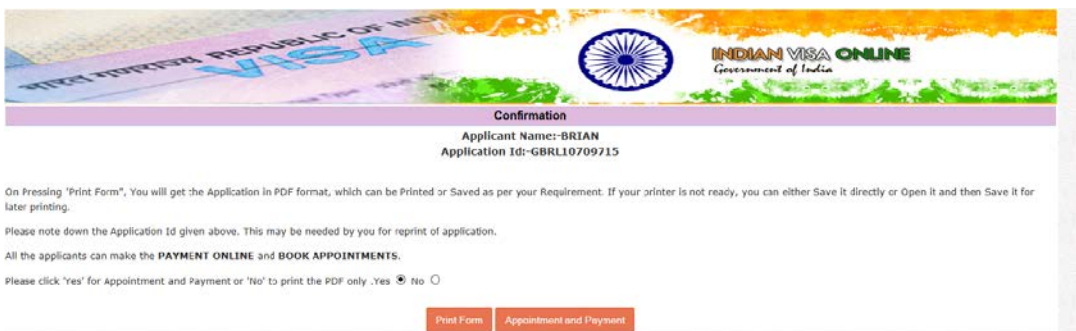 भारत गणराज्य REPUBLIC OF INDIA
VISA
INDIAN VISA ONLINE
Government of India
Confirmation
Applicant Name:-BRIAN
Application Id:-GBRL10709715
On Pressing 'Print Form", You will get the Application in PDF format, which can be Printed or Saved as per your Requirement. If your printer is not ready, you can either Save it directly or Open it and then Save it for
later printing.
Please note down the Application Id given above. This may be needed by you for reprint of application.
All the applicants can make the PAYMENT ONLINE and BOOK APPOINTMENTS.
Please click 'Yes' for Appointment and Payment or 'No' to print the PDF only .Yes No
Print Form Appointment and Payment